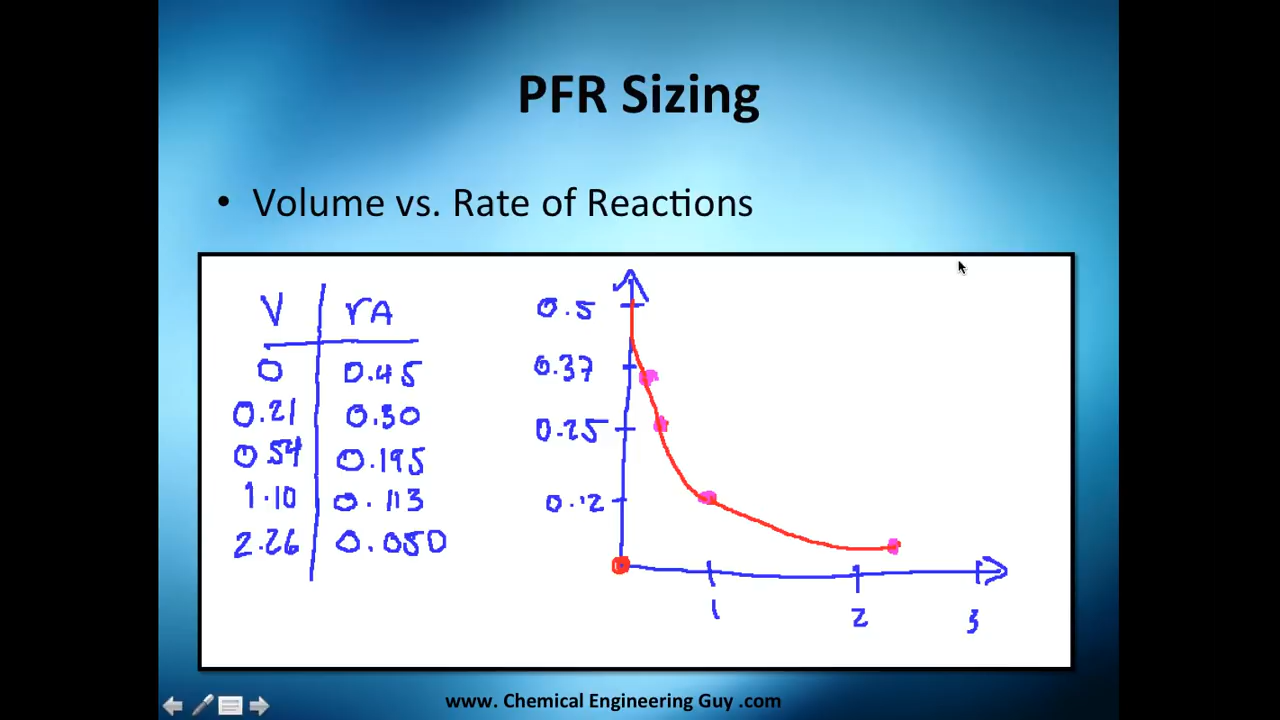 PFR Sizing
• Volume vs. Rate of Reactions
V rA
0 0.45
0.21 0.30
0.54 0.195
1.10 0.113
2.26 0.050
0.5
0.37
0.25
0.12
1 2 3
www. Chemical Engineering Guy .com